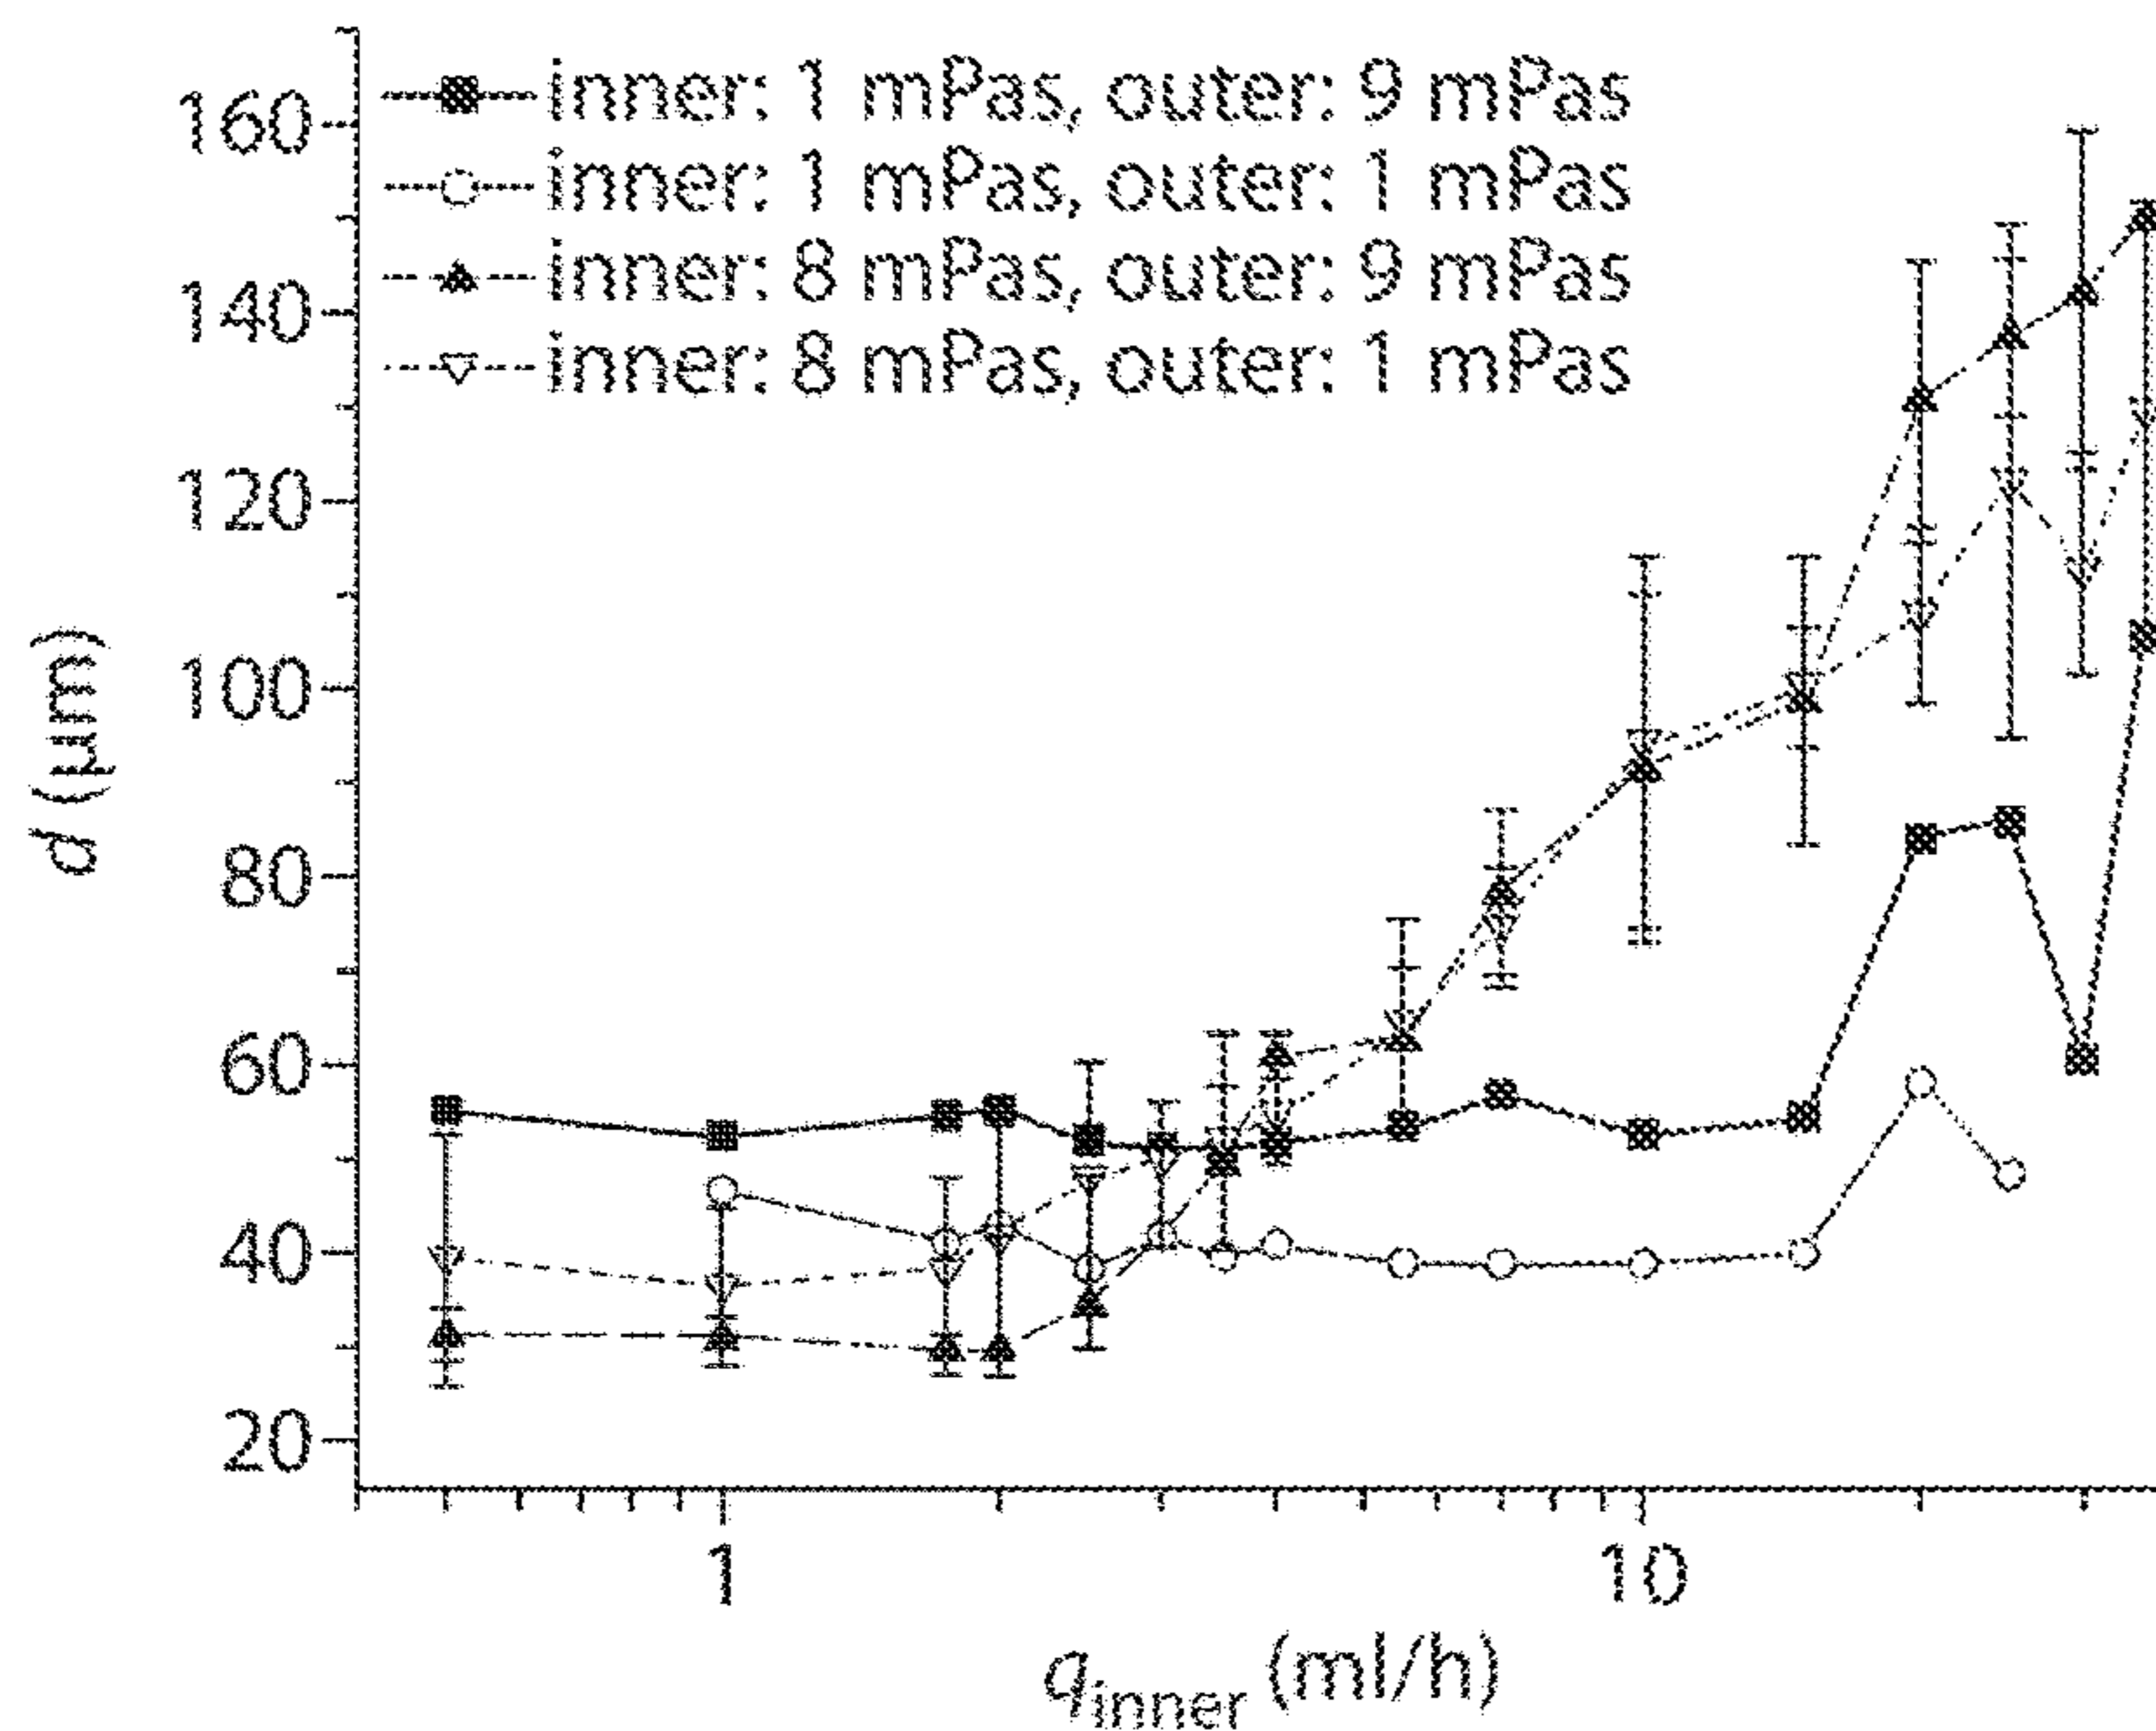 inner: 1 mPas, outer: 9 mPas
inner: 1 mPas, outer: 1 mPas
inner: 8 mPas, outer: 9 mPas
inner: 8 mPas, outer: 1 mPas
160
140
120
100
80
60
40
20
d (μm)
1 10
qinner (ml/h)